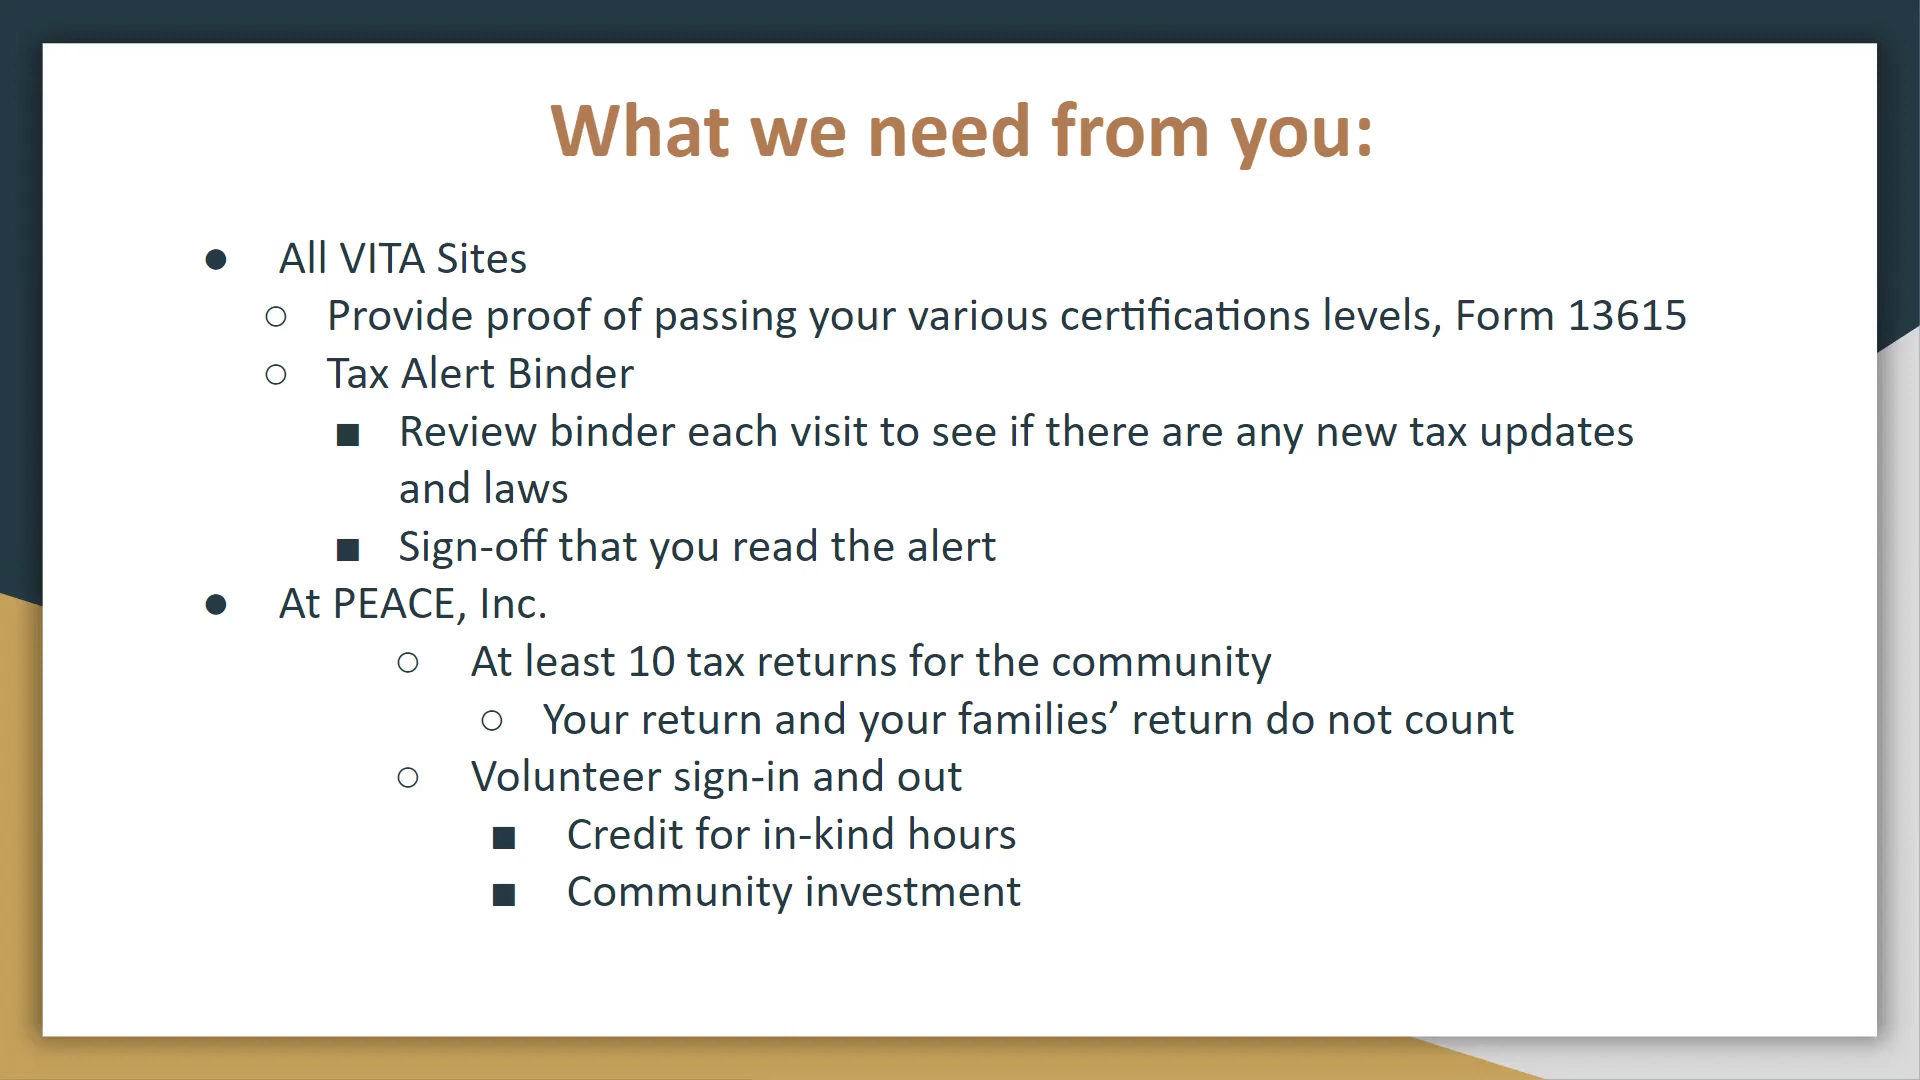 What we need from you:
● All VITA Sites
○ Provide proof of passing your various certifications levels, Form 13615
○ Tax Alert Binder
■ Review binder each visit to see if there are any new tax updates
and laws
■ Sign-off that you read the alert
● At PEACE, Inc.
○ At least 10 tax returns for the community
○ Your return and your families’ return do not count
○ Volunteer sign-in and out
■ Credit for in-kind hours
■ Community investment